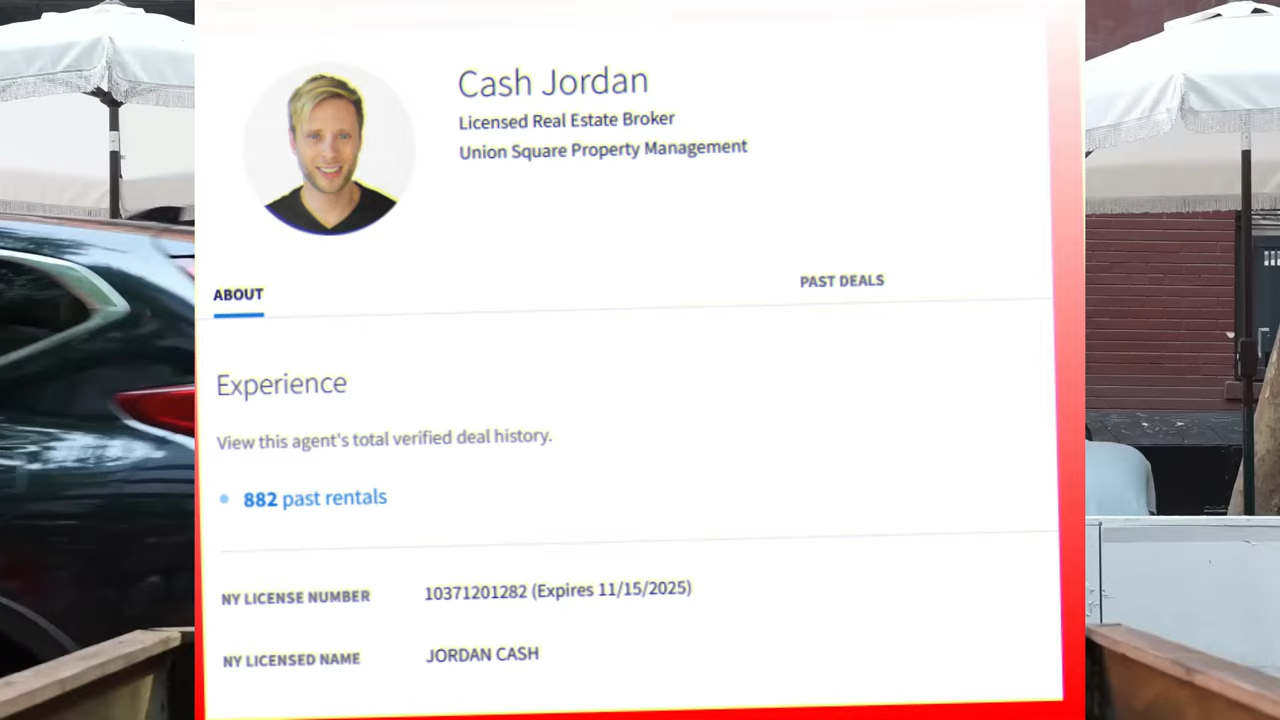 Cash Jordan
Licensed Real Estate Broker
Union Square Property Management
ABOUT
PAST DEALS
Experience
View this agent's total verified deal history.
882 past rentals
NY LICENSE NUMBER 10371201282 (Expires 11/15/2025)
NY LICENSED NAME JORDAN CASH